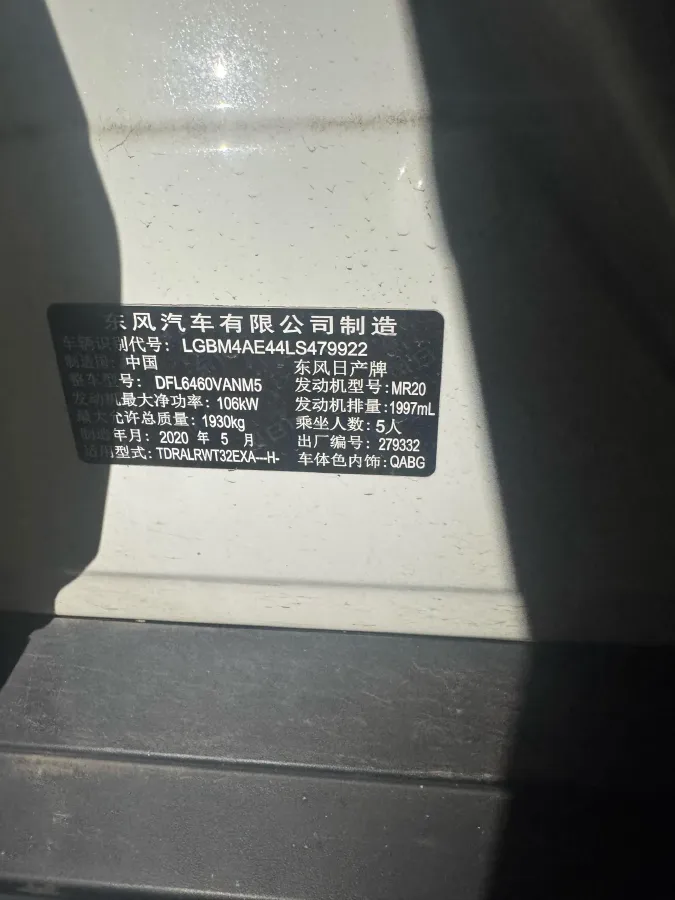 东风汽车有限公司制造
车辆识别代号: LGBM4AE44LS479922
制造国: 中国 东风日产牌
整车型号: DFL6460VANM5 发动机型号: MR20
发动机最大净功率: 106kW 发动机排量: 1997mL
最大允许总质量: 1930kg 乘坐人数: 5人
制造年月: 2020 年 5 月 出厂编号: 279332
适用型式: TDRALRWT32EXA---H- 车体色内饰: QABG